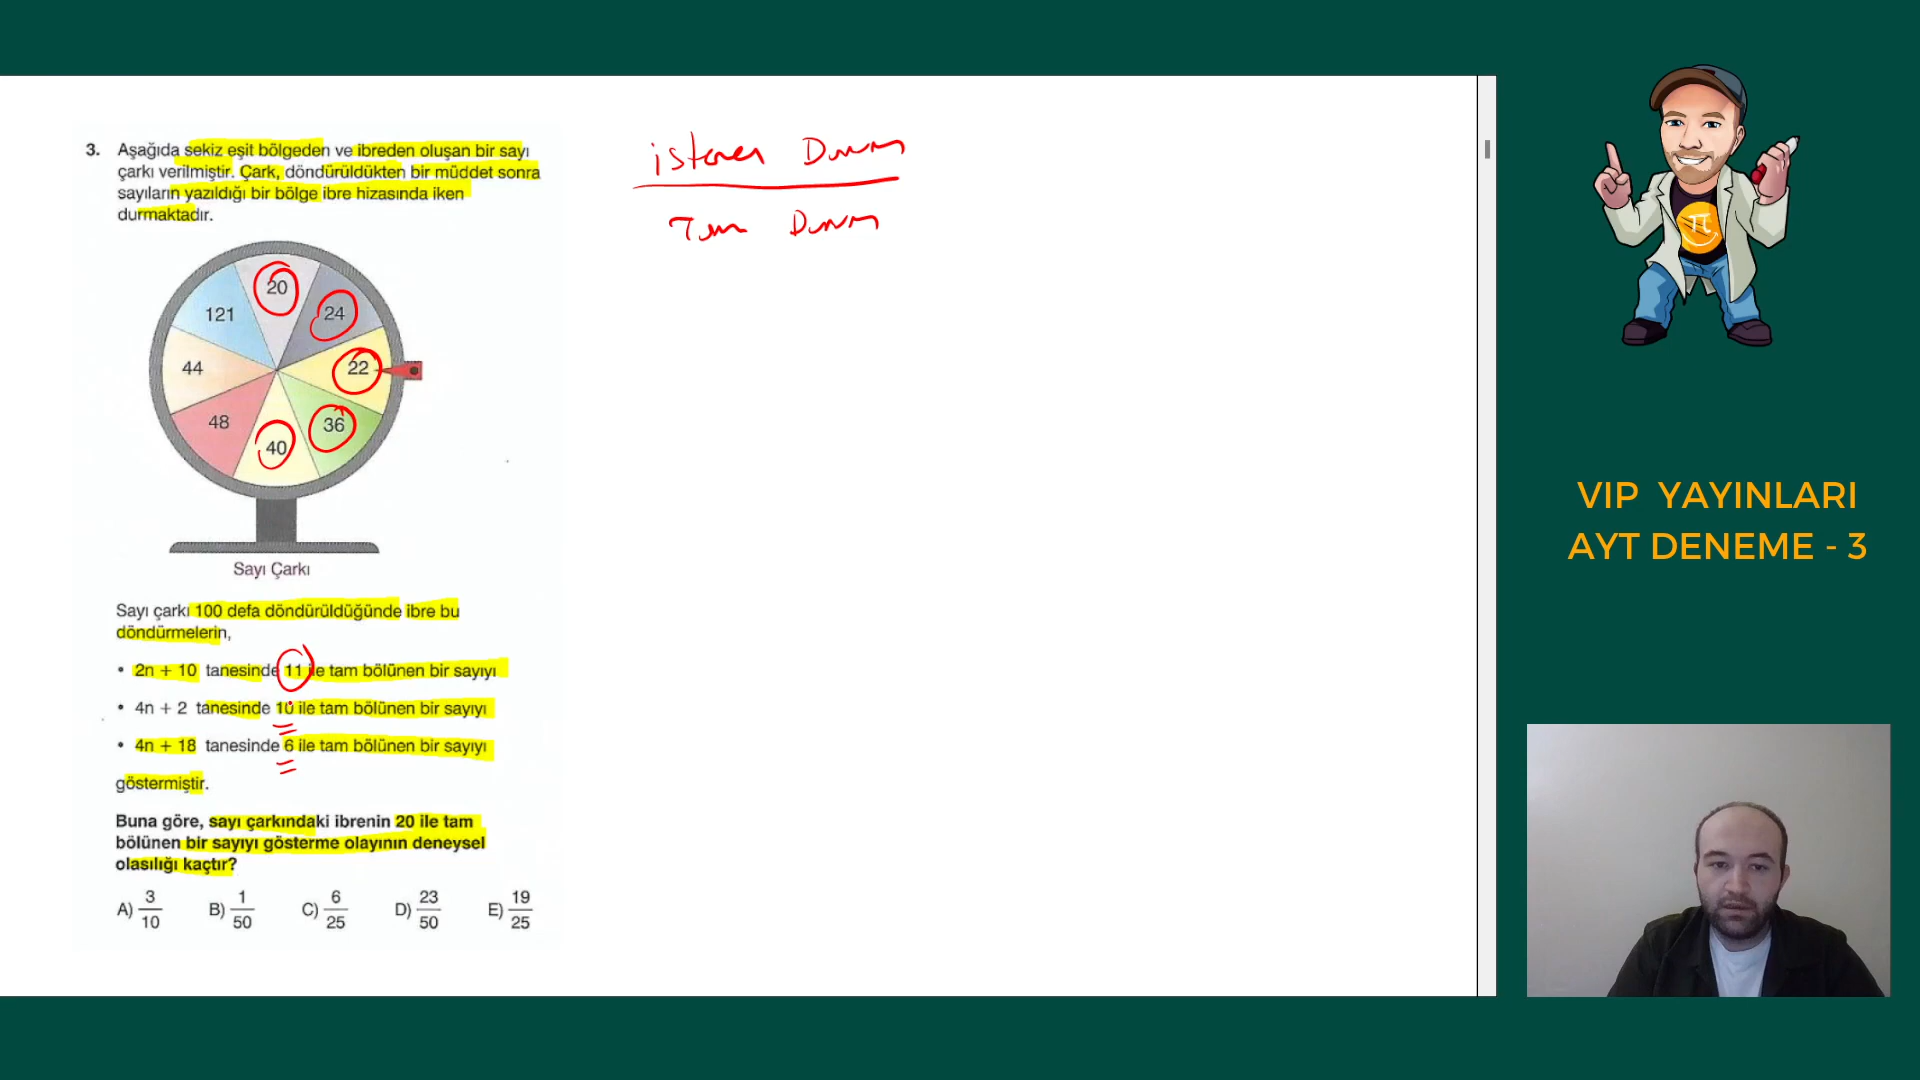 3. Aşağıda sekiz eşit bölgeden ve ibreden oluşan bir sayı
çarkı verilmiştir. Çark, döndürüldükten bir müddet sonra
sayıların yazıldığı bir bölge ibre hizasında iken
durmaktadır.
20
121
24
44
22
48
36
40
Sayı Çarkı
Sayı çarkı 100 defa döndürüldüğünde ibre bu
döndürmelerin,
• 2n + 10 tanesinde 11 ile tam bölünen bir sayıyı
• 4n + 2 tanesinde 10 ile tam bölünen bir sayıyı
• 4n + 18 tanesinde 6 ile tam bölünen bir sayıyı
göstermiştir.
Buna göre, sayı çarkındaki ibrenin 20 ile tam
bölünen bir sayıyı gösterme olayının deneysel
olasılığı kaçtır?
A) 3/10 B) 1/50 C) 6/25 D) 23/50 E) 19/25
istenen Durum
Tüm Durum
π
VIP YAYINLARI
AYT DENEME - 3